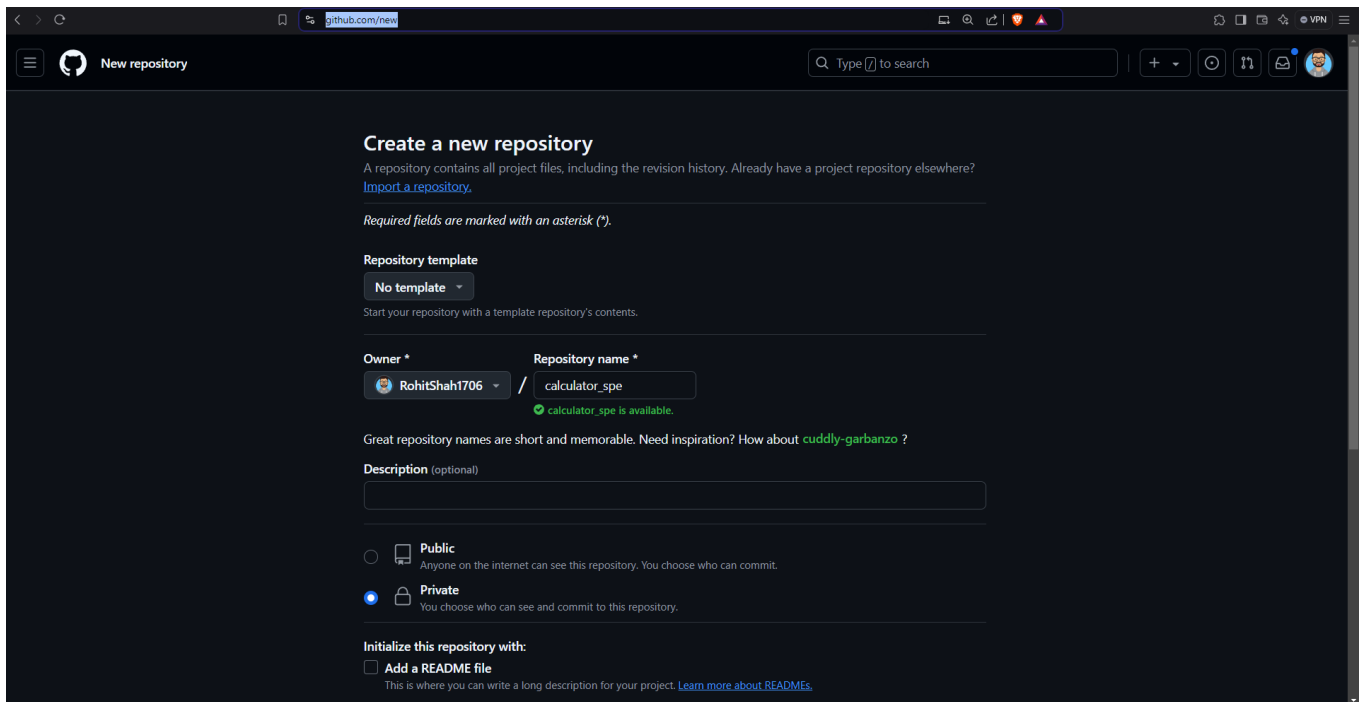 github.com/new
VPN
New repository
Type / to search
Create a new repository
A repository contains all project files, including the revision history. Already have a project repository elsewhere?
Import a repository.
Required fields are marked with an asterisk (*).
Repository template
No template
Start your repository with a template repository's contents.
Owner * Repository name *
RohitShah1706 / calculator_spe
calculator_spe is available.
Great repository names are short and memorable. Need inspiration? How about cuddly-garbanzo ?
Description (optional)
Public
Anyone on the internet can see this repository. You choose who can commit.
Private
You choose who can see and commit to this repository.
Initialize this repository with:
Add a README file
This is where you can write a long description for your project. Learn more about READMEs.